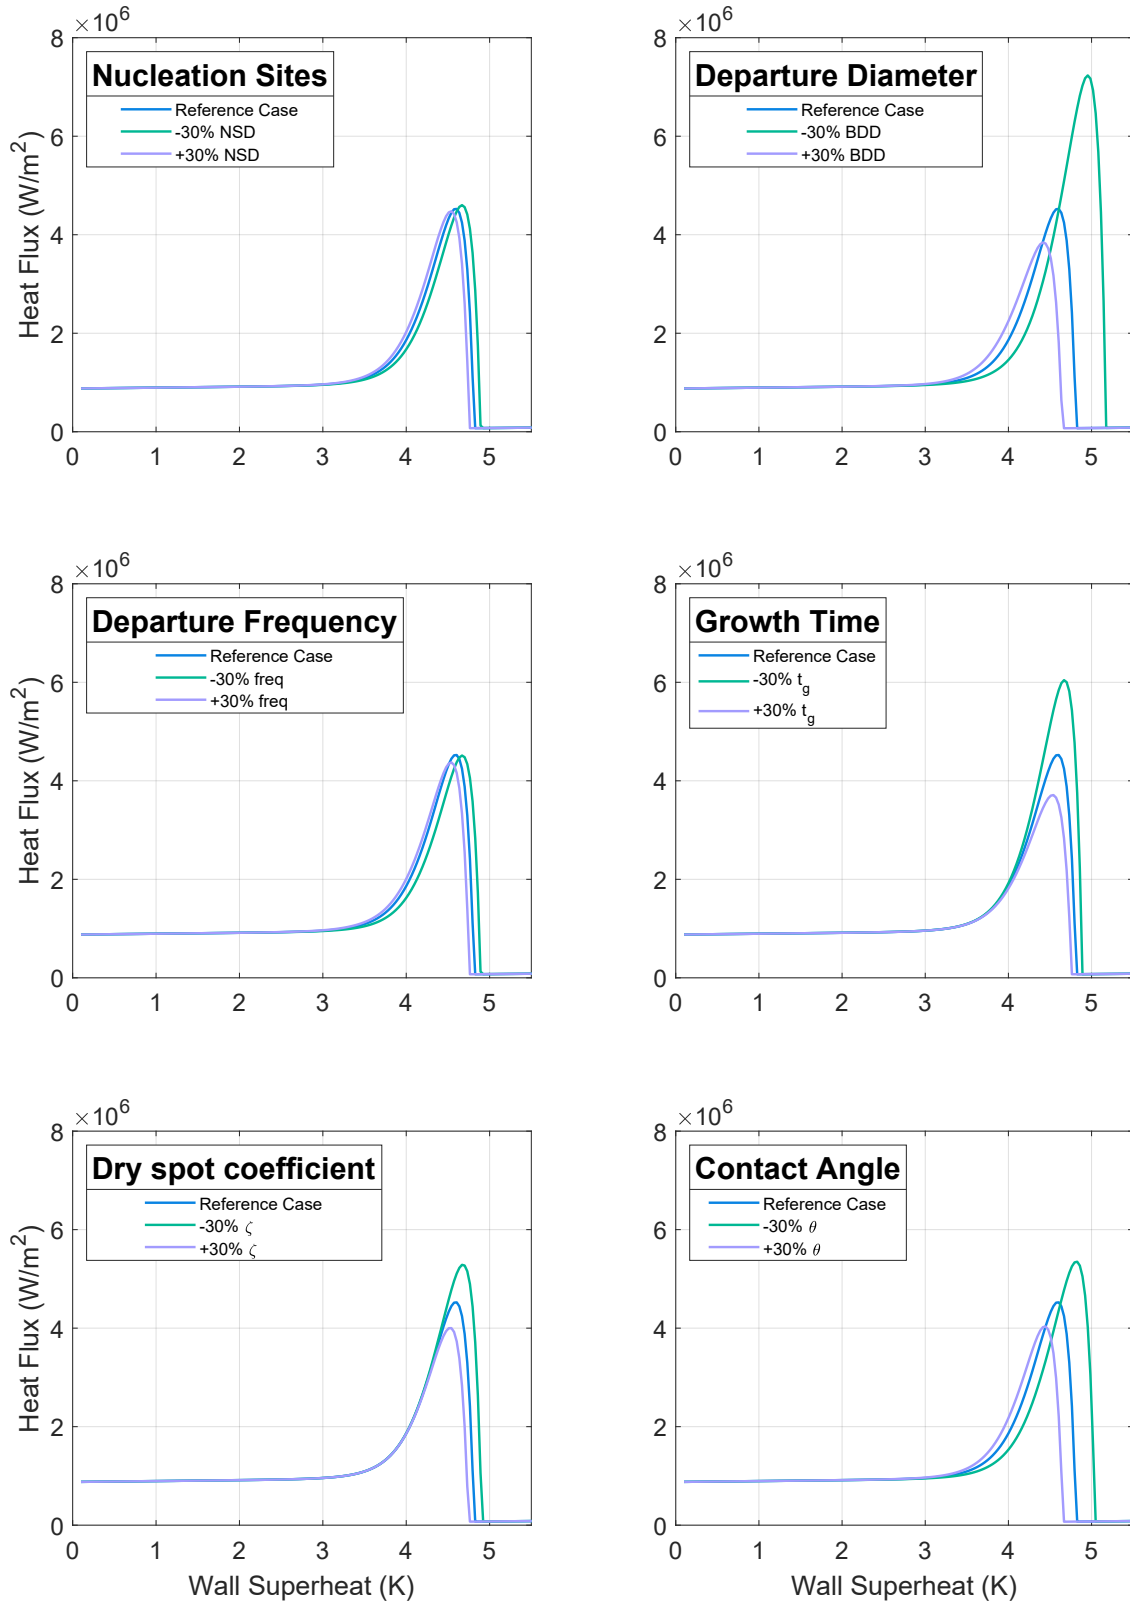 ×10^6
8
6
4
2
0
Heat Flux (W/m^2)
Nucleation Sites
Reference Case
-30% NSD
+30% NSD
0 1 2 3 4 5
×10^6
8
6
4
2
0
Departure Diameter
Reference Case
-30% BDD
+30% BDD
0 1 2 3 4 5
×10^6
8
6
4
2
0
Heat Flux (W/m^2)
Departure Frequency
Reference Case
-30% freq
+30% freq
0 1 2 3 4 5
×10^6
8
6
4
2
0
Growth Time
Reference Case
-30% t_g
+30% t_g
0 1 2 3 4 5
×10^6
8
6
4
2
0
Heat Flux (W/m^2)
Dry spot coefficient
Reference Case
-30% ζ
+30% ζ
0 1 2 3 4 5
Wall Superheat (K)
×10^6
8
6
4
2
0
Contact Angle
Reference Case
-30% θ
+30% θ
0 1 2 3 4 5
Wall Superheat (K)